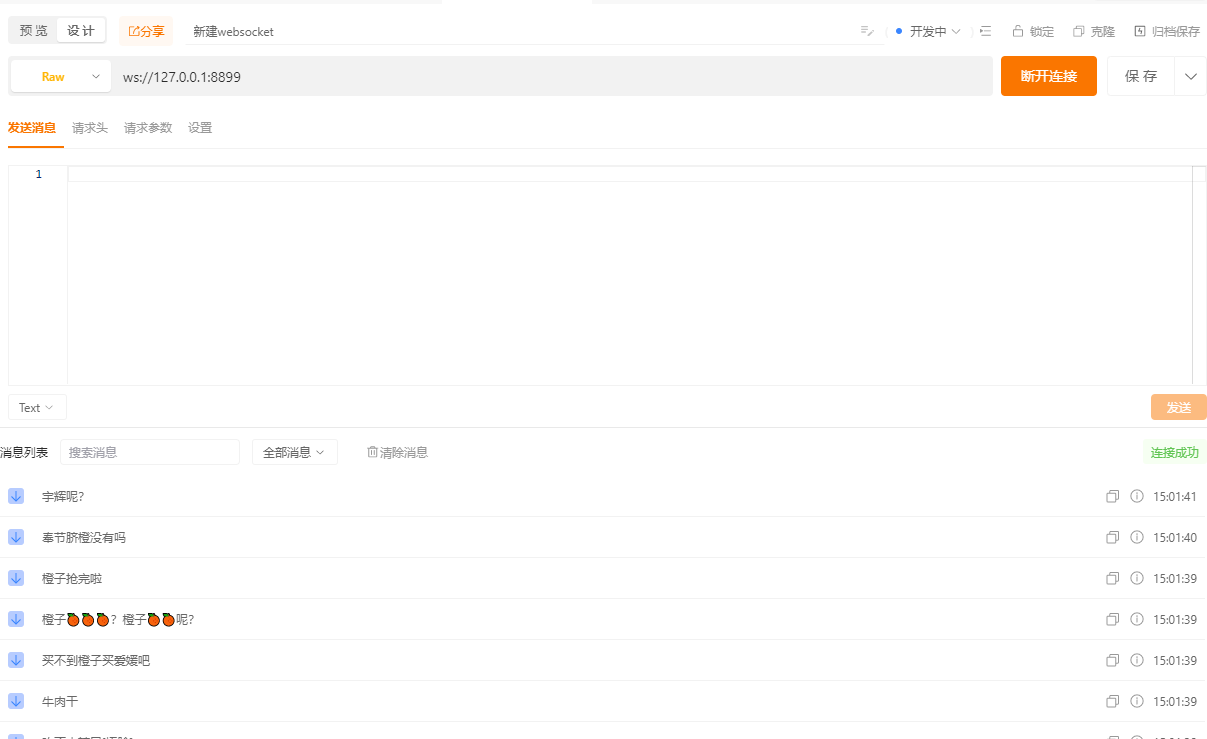 预览 设计 分享 新建websocket 开发中 锁定 克隆 归档保存
Raw ws://127.0.0.1:8899 断开连接 保存
发送消息 请求头 请求参数 设置
1
Text 发送
消息列表 搜索消息 全部消息 清除消息 连接成功
宇辉呢? 15:01:41
奉节脐橙没有吗 15:01:40
橙子抢完啦 15:01:39
橙子🍊🍊🍊? 橙子🍊🍊呢? 15:01:39
买不到橙子买爱媛吧 15:01:39
牛肉干 15:01:39